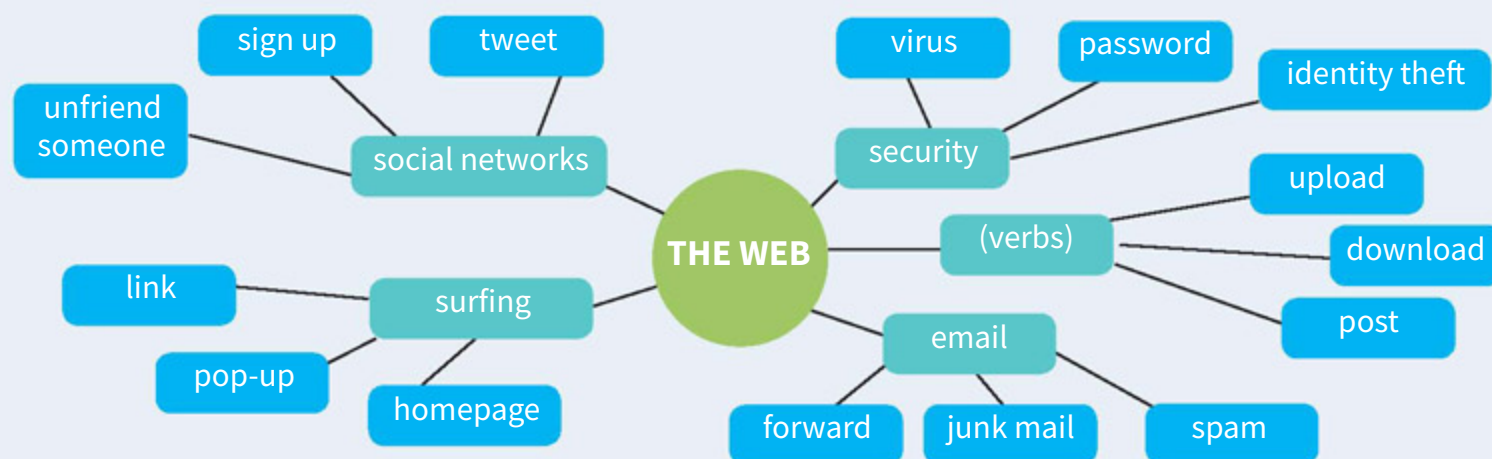 sign up
tweet
unfriend
someone
social networks
virus
password
identity theft
security
upload
(verbs)
download
post
THE WEB
link
surfing
pop-up
homepage
email
forward
junk mail
spam